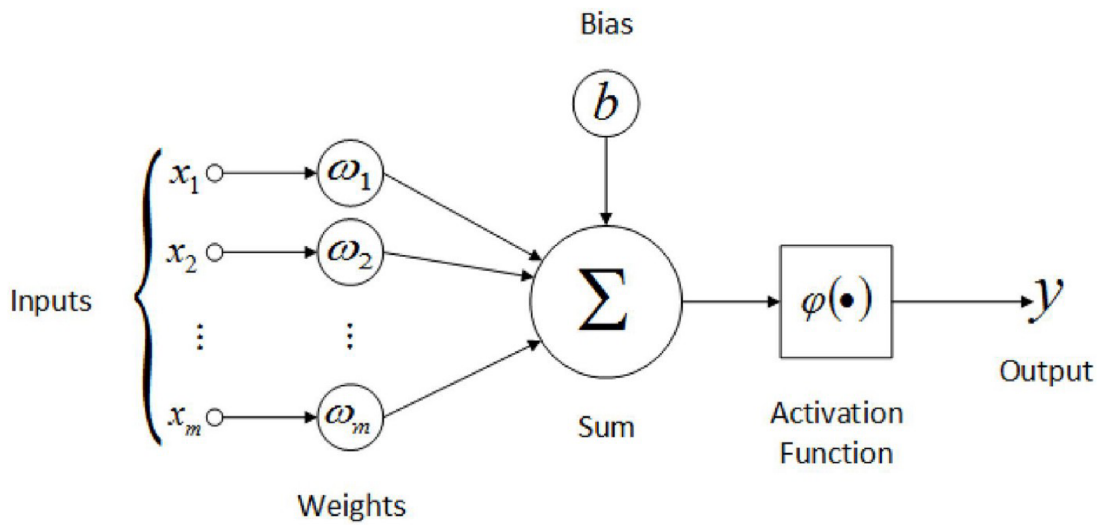 Bias
b
x₁ ω₁
x₂ ω₂
Inputs
⋮ ⋮
Σ
φ(•)
y
Output
xₘ ωₘ
Sum
Activation
Function
Weights